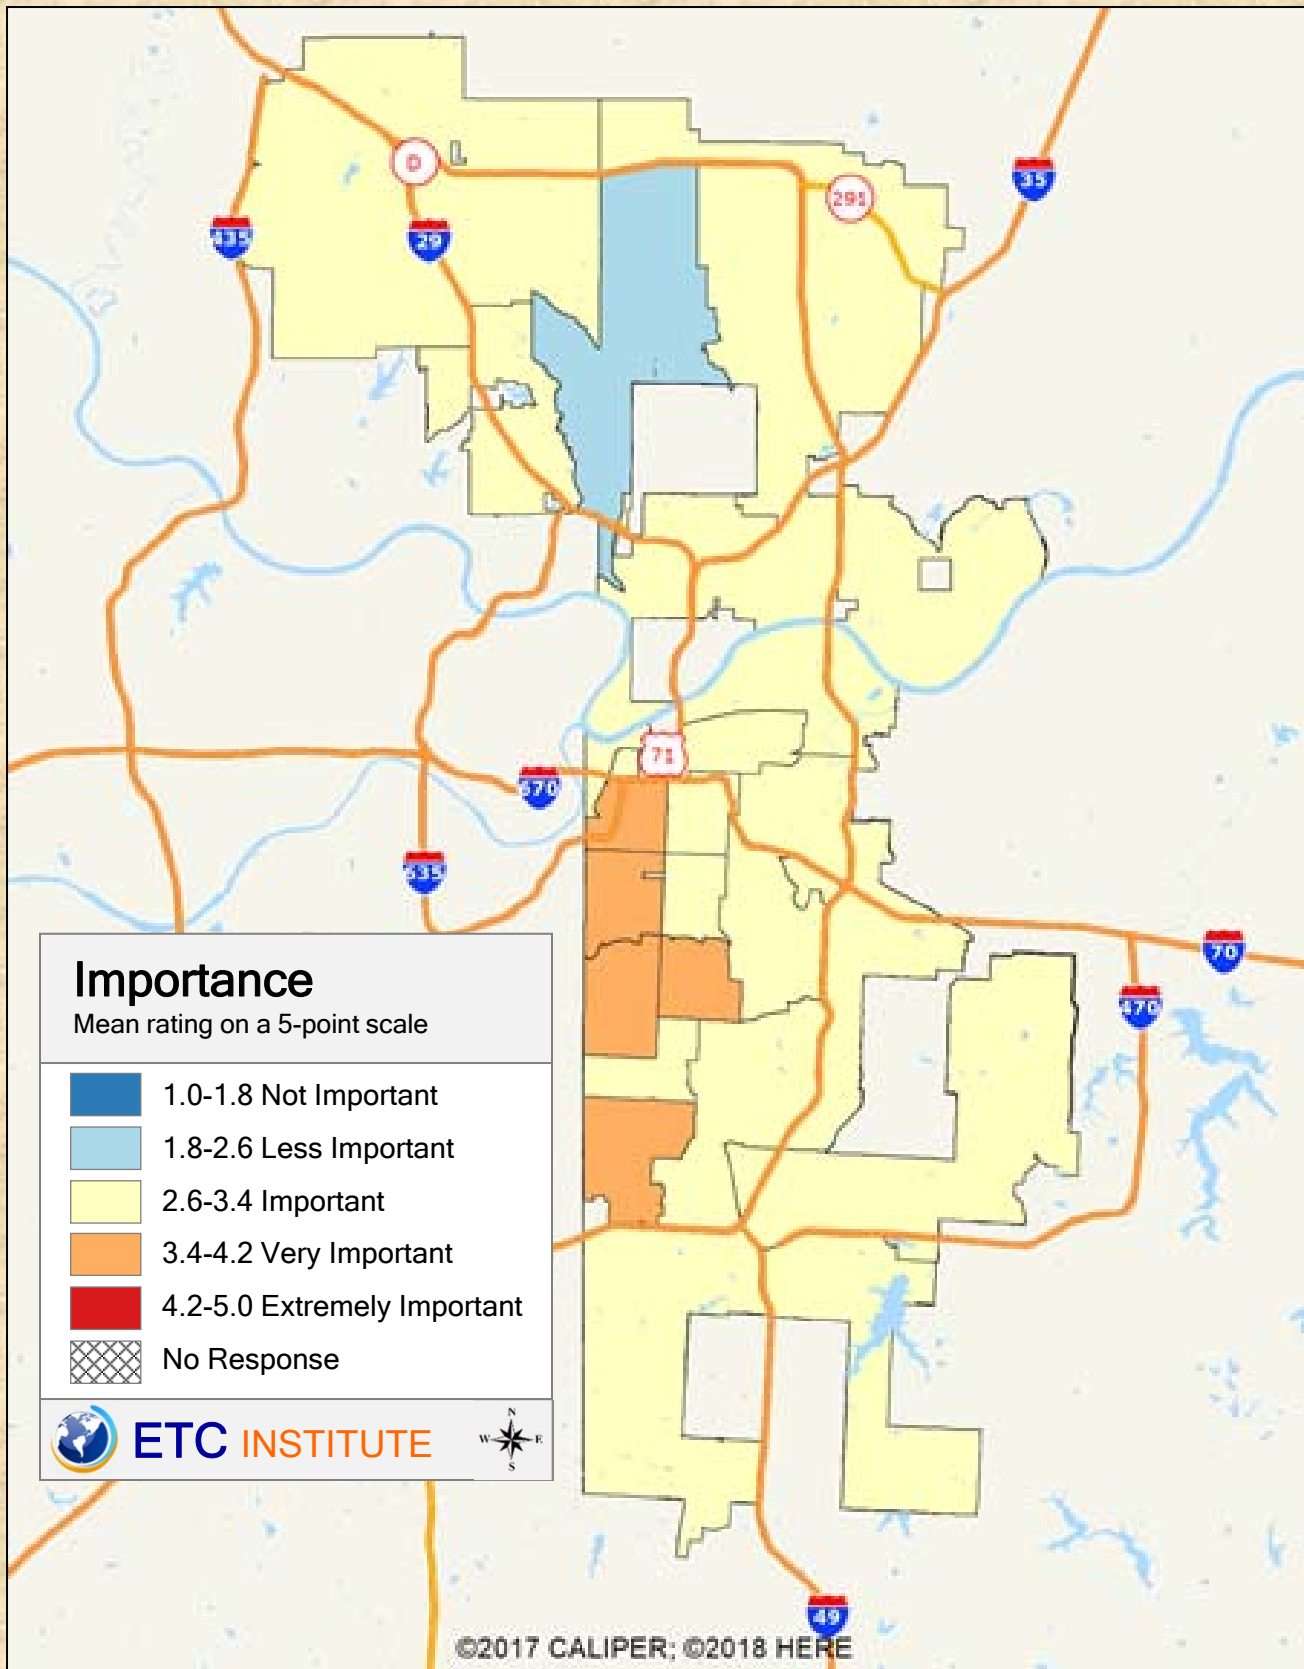 D
291
35
435
29
71
670
635
70
470
Importance
Mean rating on a 5-point scale
1.0-1.8 Not Important
1.8-2.6 Less Important
2.6-3.4 Important
3.4-4.2 Very Important
4.2-5.0 Extremely Important
No Response
ETC INSTITUTE
N
W E
S
49
©2017 CALIPER; ©2018 HERE